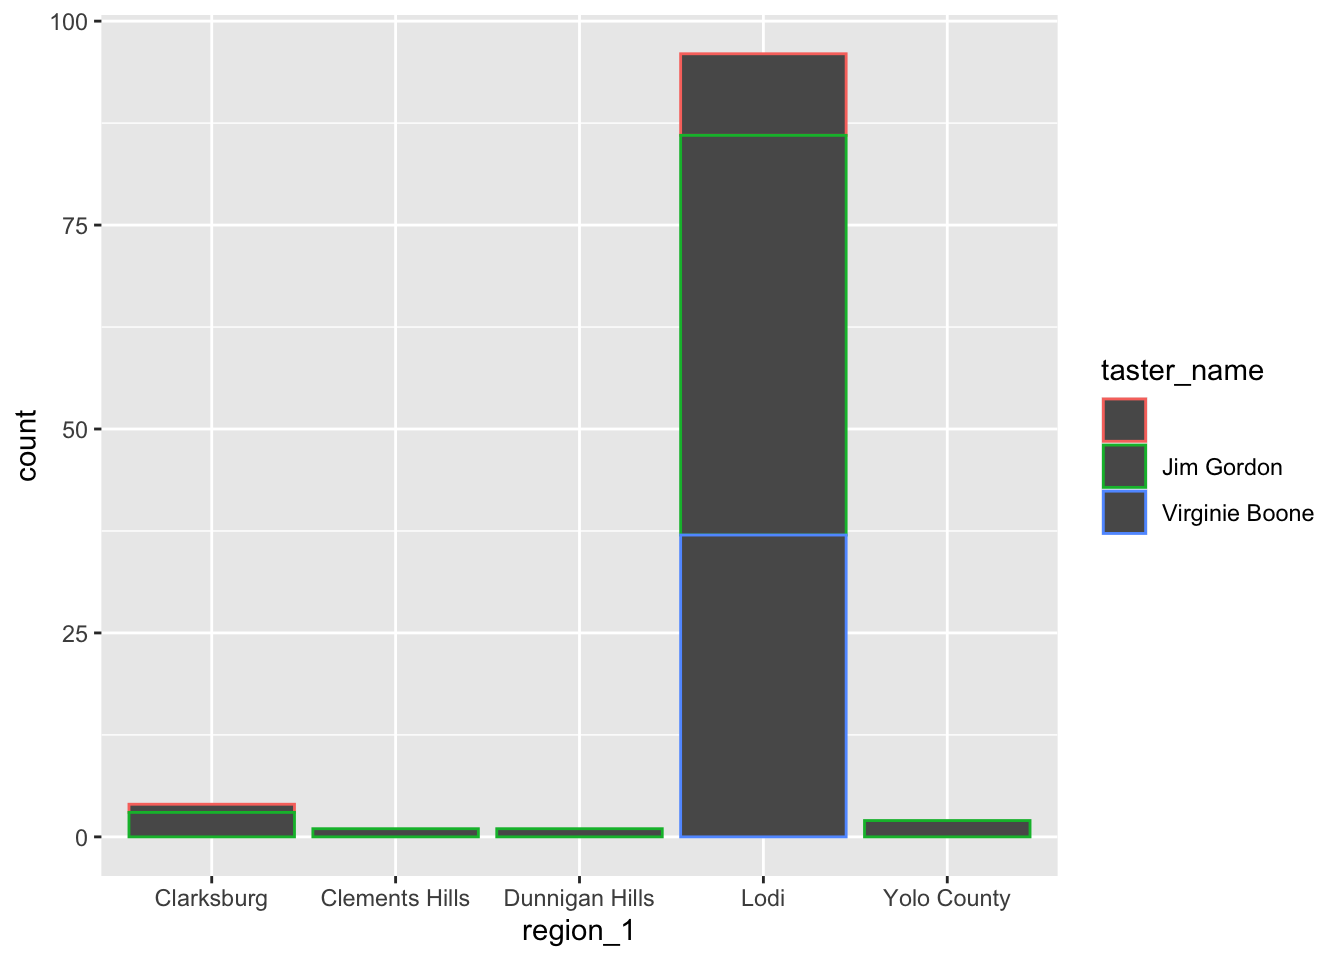 100
75
50
25
0
count
Clarksburg
Clements Hills
Dunnigan Hills
Lodi
Yolo County
region_1
taster_name
Jim Gordon
Virginie Boone